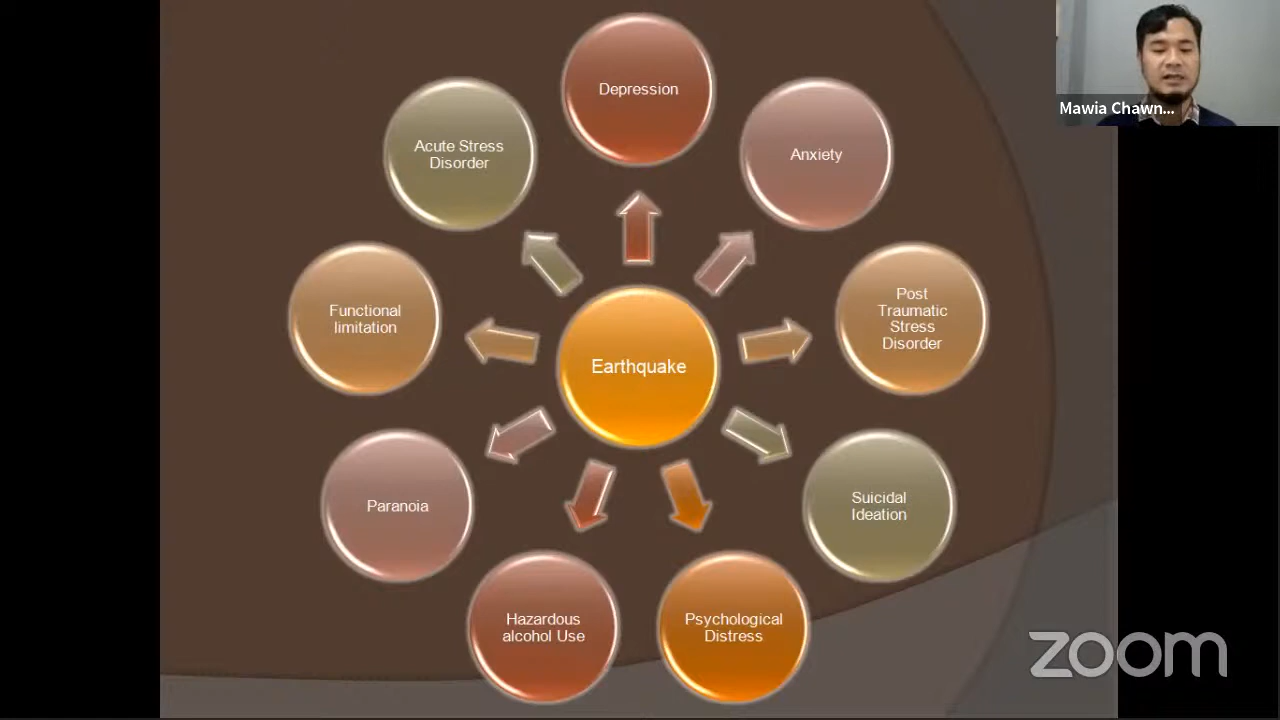 Depression
Anxiety
Post
Traumatic
Stress
Disorder
Suicidal
Ideation
Psychological
Distress
Hazardous
alcohol Use
Paranoia
Functional
limitation
Acute Stress
Disorder
Earthquake
Mawia Chawn...
zoom